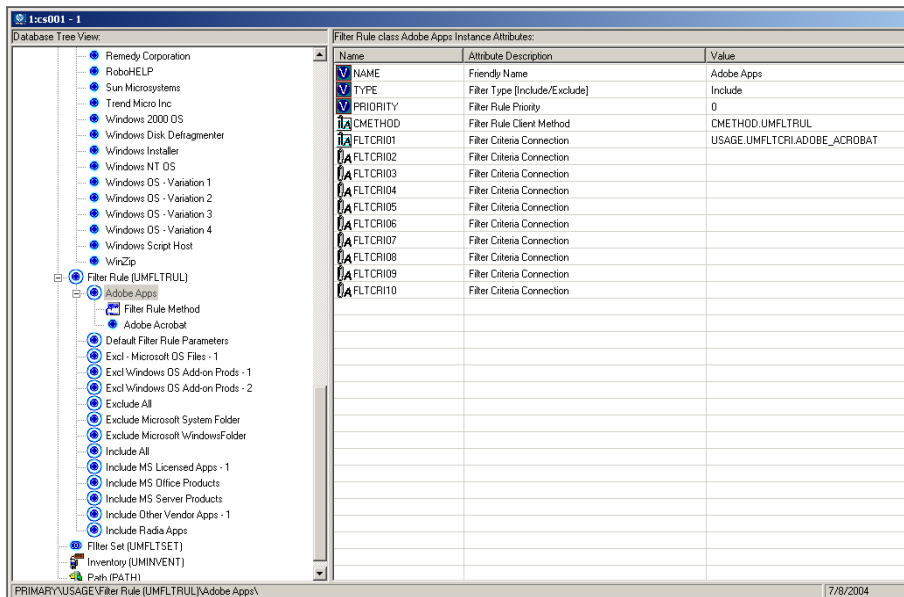 1:cs001 - 1
Database Tree View:
Remedy Corporation
RoboHELP
Sun Microsystems
Trend Micro Inc
Windows 2000 OS
Windows Disk Defragmenter
Windows Installer
Windows NT OS
Windows OS - Variation 1
Windows OS - Variation 2
Windows OS - Variation 3
Windows OS - Variation 4
Windows Script Host
WinZip
Filter Rule (UMFLTRUL)
Adobe Apps
Filter Rule Method
Adobe Acrobat
Default Filter Rule Parameters
Excl - Microsoft OS Files - 1
Excl Windows OS Add-on Prods - 1
Excl Windows OS Add-on Prods - 2
Exclude All
Exclude Microsoft System Folder
Exclude Microsoft WindowsFolder
Include All
Include MS Licensed Apps - 1
Include MS Office Products
Include MS Server Products
Include Other Vendor Apps - 1
Include Radia Apps
FIlter Set (UMFLTSET)
Inventory (UMINVENT)
Path (PATH)
Filter Rule class Adobe Apps Instance Attributes:
Name Attribute Description Value
V NAME Friendly Name Adobe Apps
V TYPE Filter Type [Include/Exclude] Include
V PRIORITY Filter Rule Priority 0
CMETHOD Filter Rule Client Method CMETHOD.UMFLTRUL
FLTCRI01 Filter Criteria Connection USAGE.UMFLTCRI.ADOBE_ACROBAT
FLTCRI02 Filter Criteria Connection
FLTCRI03 Filter Criteria Connection
FLTCRI04 Filter Criteria Connection
FLTCRI05 Filter Criteria Connection
FLTCRI06 Filter Criteria Connection
FLTCRI07 Filter Criteria Connection
FLTCRI08 Filter Criteria Connection
FLTCRI09 Filter Criteria Connection
FLTCRI10 Filter Criteria Connection
PRIMARY\USAGE\Filter Rule (UMFLTRUL)\Adobe Apps\ 7/8/2004